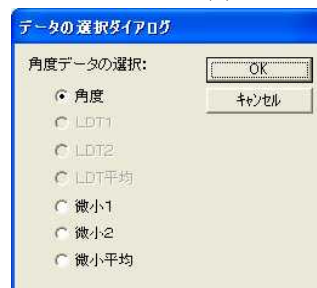 データの選択ダイアログ
角度データの選択:
OK
角度
キャンセル
LDT1
LDT2
LDT平均
微小1
微小2
微小平均